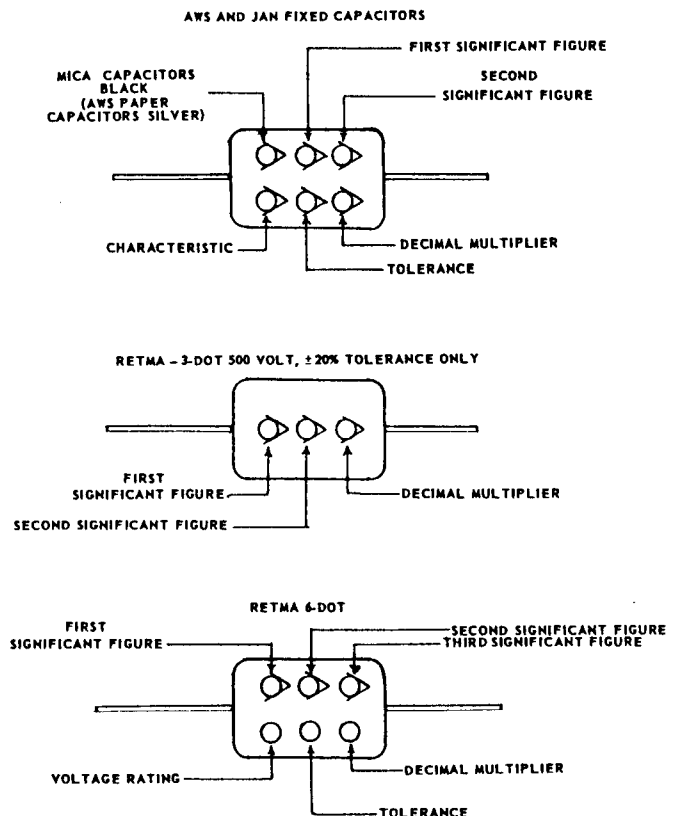 AWS AND JAN FIXED CAPACITORS
FIRST SIGNIFICANT FIGURE
MICA CAPACITORS
BLACK
(AWS PAPER
CAPACITORS SILVER)
SECOND
SIGNIFICANT FIGURE
CHARACTERISTIC
DECIMAL MULTIPLIER
TOLERANCE
RETMA - 3-DOT 500 VOLT, ±20% TOLERANCE ONLY
FIRST
SIGNIFICANT FIGURE
DECIMAL MULTIPLIER
SECOND SIGNIFICANT FIGURE
RETMA 6-DOT
FIRST
SIGNIFICANT FIGURE
SECOND SIGNIFICANT FIGURE
THIRD SIGNIFICANT FIGURE
VOLTAGE RATING
DECIMAL MULTIPLIER
TOLERANCE